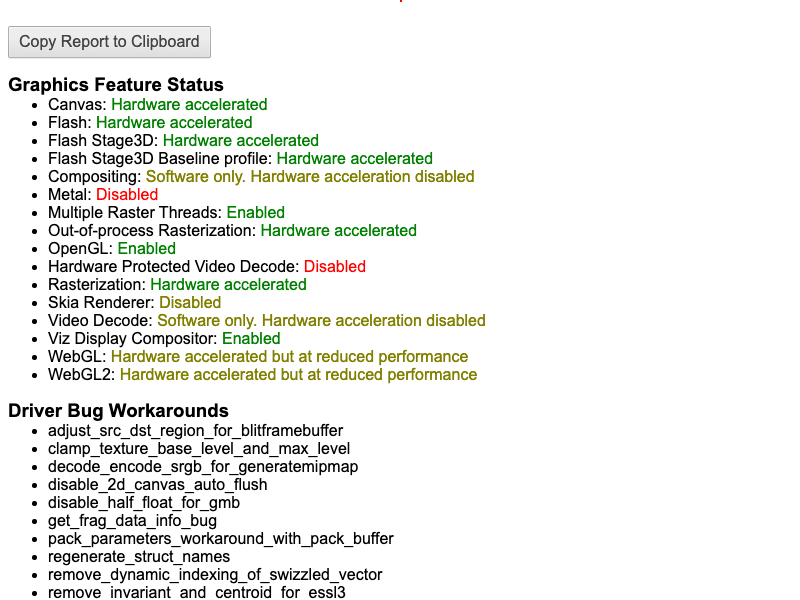 Copy Report to Clipboard
Graphics Feature Status
Canvas: Hardware accelerated
Flash: Hardware accelerated
Flash Stage3D: Hardware accelerated
Flash Stage3D Baseline profile: Hardware accelerated
Compositing: Software only. Hardware acceleration disabled
Metal: Disabled
Multiple Raster Threads: Enabled
Out-of-process Rasterization: Hardware accelerated
OpenGL: Enabled
Hardware Protected Video Decode: Disabled
Rasterization: Hardware accelerated
Skia Renderer: Disabled
Video Decode: Software only. Hardware acceleration disabled
Viz Display Compositor: Enabled
WebGL: Hardware accelerated but at reduced performance
WebGL2: Hardware accelerated but at reduced performance
Driver Bug Workarounds
adjust_src_dst_region_for_blitframebuffer
clamp_texture_base_level_and_max_level
decode_encode_srgb_for_generatemipmap
disable_2d_canvas_auto_flush
disable_half_float_for_gmb
get_frag_data_info_bug
pack_parameters_workaround_with_pack_buffer
regenerate_struct_names
remove_dynamic_indexing_of_swizzled_vector
remove_invariant_and_centroid_for_essl3